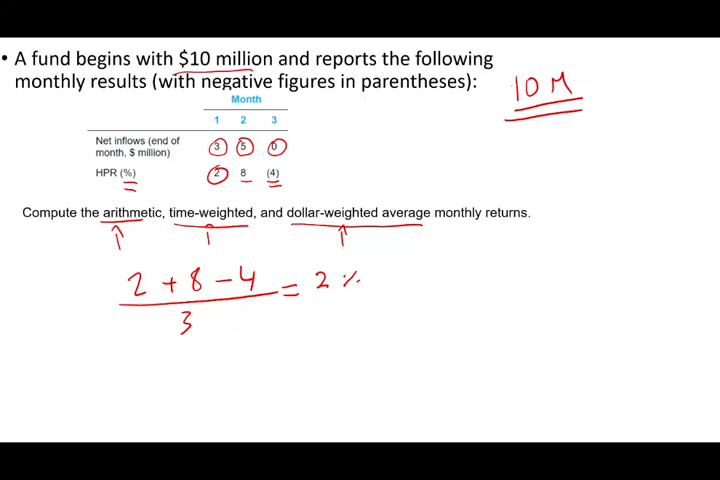 • A fund begins with $10 million and reports the following
monthly results (with negative figures in parentheses):
10 M
Month
1 2 3
Net inflows (end of
month, $ million) 3 5 0
HPR (%) 2 8 (4)
Compute the arithmetic, time-weighted, and dollar-weighted average monthly returns.
2 + 8 - 4 = 2 %
3